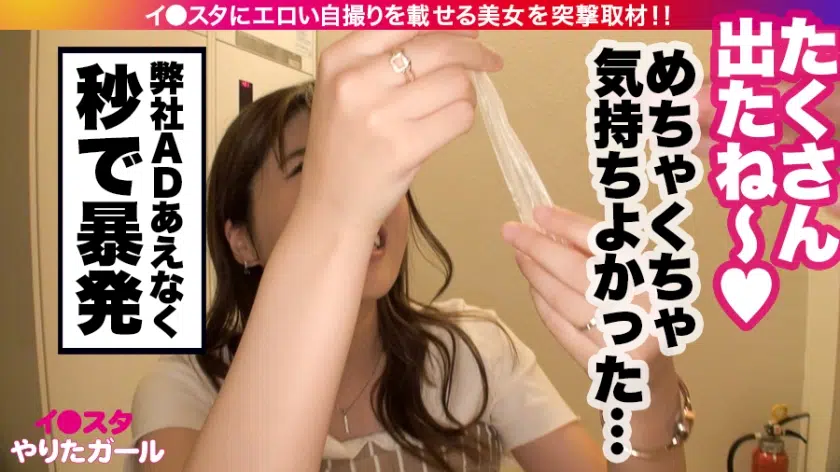 イ●スタにエロい自撮りを載せる美女を突撃取材!!
たくさん
出たね～♥
めちゃくちゃ
気持ちよかった…
弊社ADあえなく
秒で暴発
イ●スタ
やりたガール